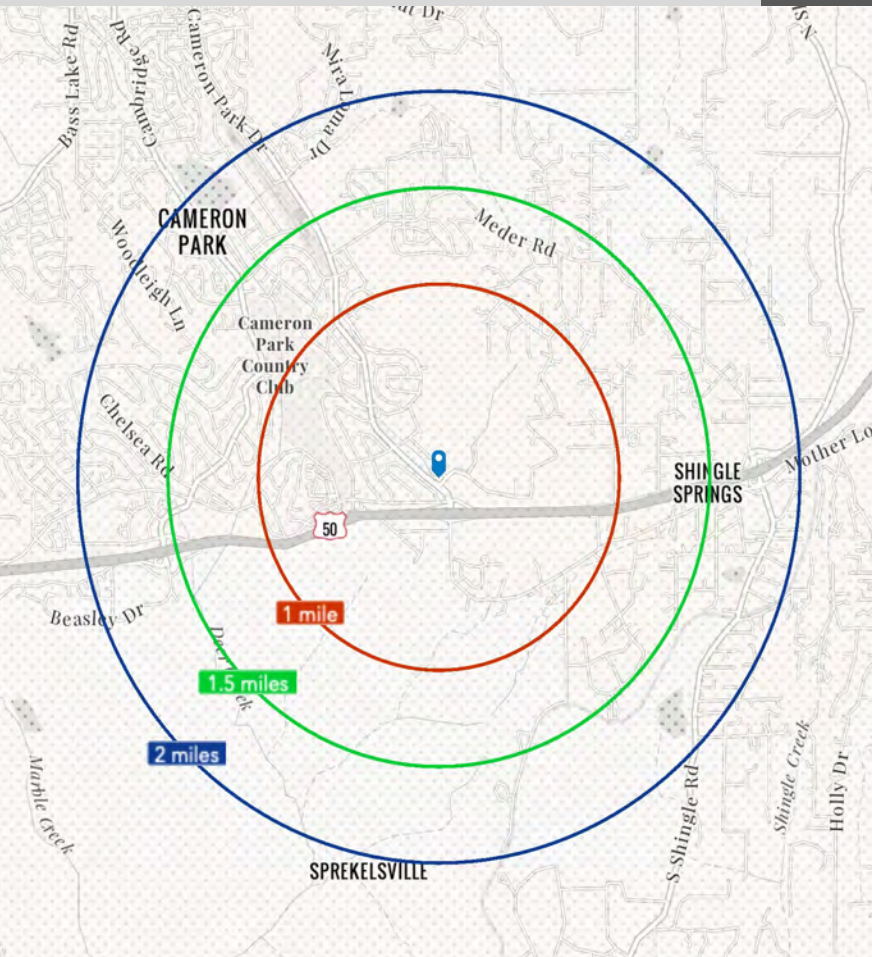 Bass Lake Rd
Cambridge Rd
Cameron Park Dr
Mira Loma Dr
CAMERON
PARK
Woodleigh Ln
Meder Rd
Cameron
Park
Country
Club
Chelsea Rd
SHINGLE
SPRINGS
Mother Lo
50
Beasley Dr
1 mile
Deer Creek
1.5 miles
2 miles
Marble Creek
Shingle Creek
Holly Dr
S Shingle Rd
SPREKELSVILLE